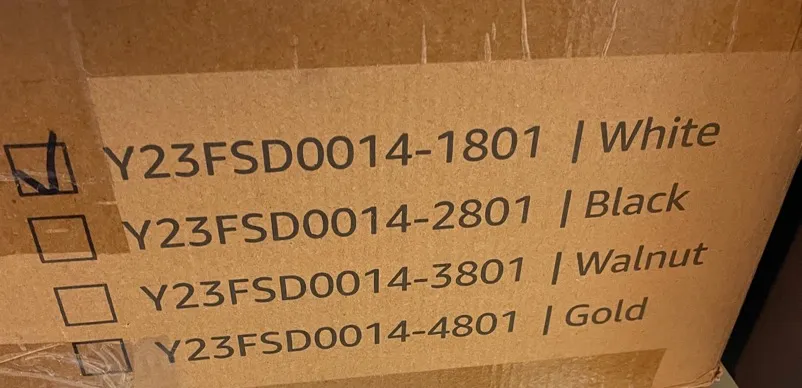 Y23FSD0014-1801 | White
Y23FSD0014-2801 | Black
Y23FSD0014-3801 | Walnut
Y23FSD0014-4801 | Gold